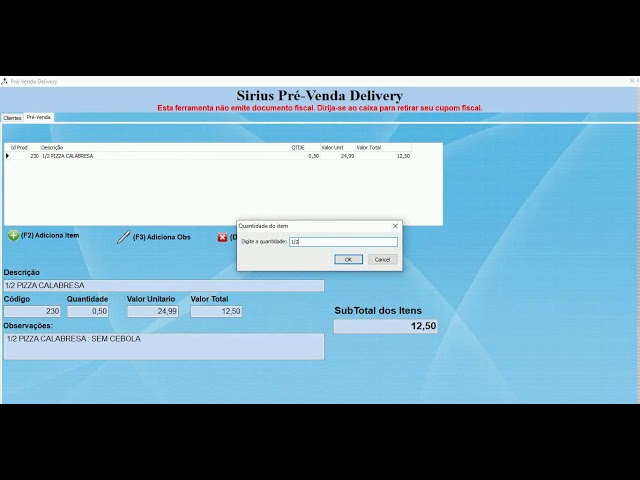 Pré-Venda Delivery
Sirius Pré-Venda Delivery
Esta ferramenta não emite documento fiscal. Dirija-se ao caixa para retirar seu cupom fiscal.
Clientes Pré-Venda
Id Prod Descrição QTDE Valor Unit Valor Total
230 1/2 PIZZA CALABRESA 0,50 24,99 12,50
Quantidade do item
Digite a quantidade: 1/2
OK Cancel
(F2) Adiciona Item (F3) Adiciona Obs (D
Descrição
1/2 PIZZA CALABRESA
Código Quantidade Valor Unitario Valor Total
230 0,50 24,99 12,50
SubTotal dos Itens
12,50
Observações:
1/2 PIZZA CALABRESA : SEM CEBOLA